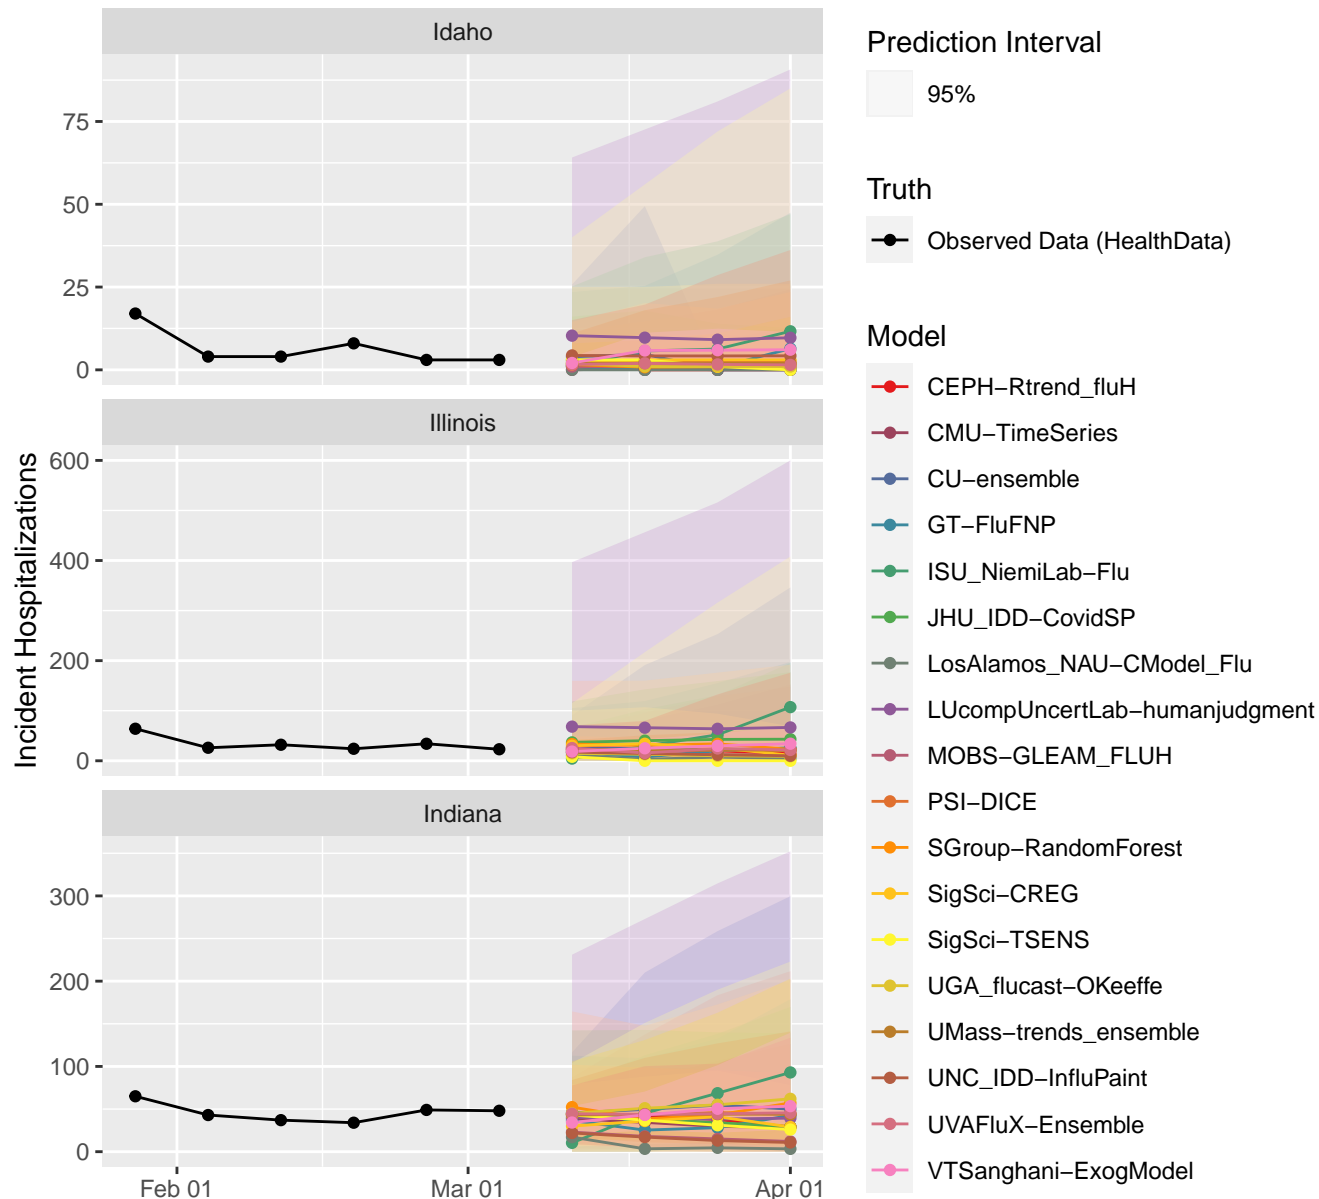 Idaho
75
50
25
0
Illinois
600
400
200
0
Incident Hospitalizations
Indiana
300
200
100
0
Feb 01
Mar 01
Apr 01
Prediction Interval
95%
Truth
Observed Data (HealthData)
Model
CEPH−Rtrend_fluH
CMU−TimeSeries
CU−ensemble
GT−FluFNP
ISU_NiemiLab−Flu
JHU_IDD−CovidSP
LosAlamos_NAU−CModel_Flu
LUcompUncertLab−humanjudgment
MOBS−GLEAM_FLUH
PSI−DICE
SGroup−RandomForest
SigSci−CREG
SigSci−TSENS
UGA_flucast−OKeeffe
UMass−trends_ensemble
UNC_IDD−InfluPaint
UVAFluX−Ensemble
VTSanghani−ExogModel